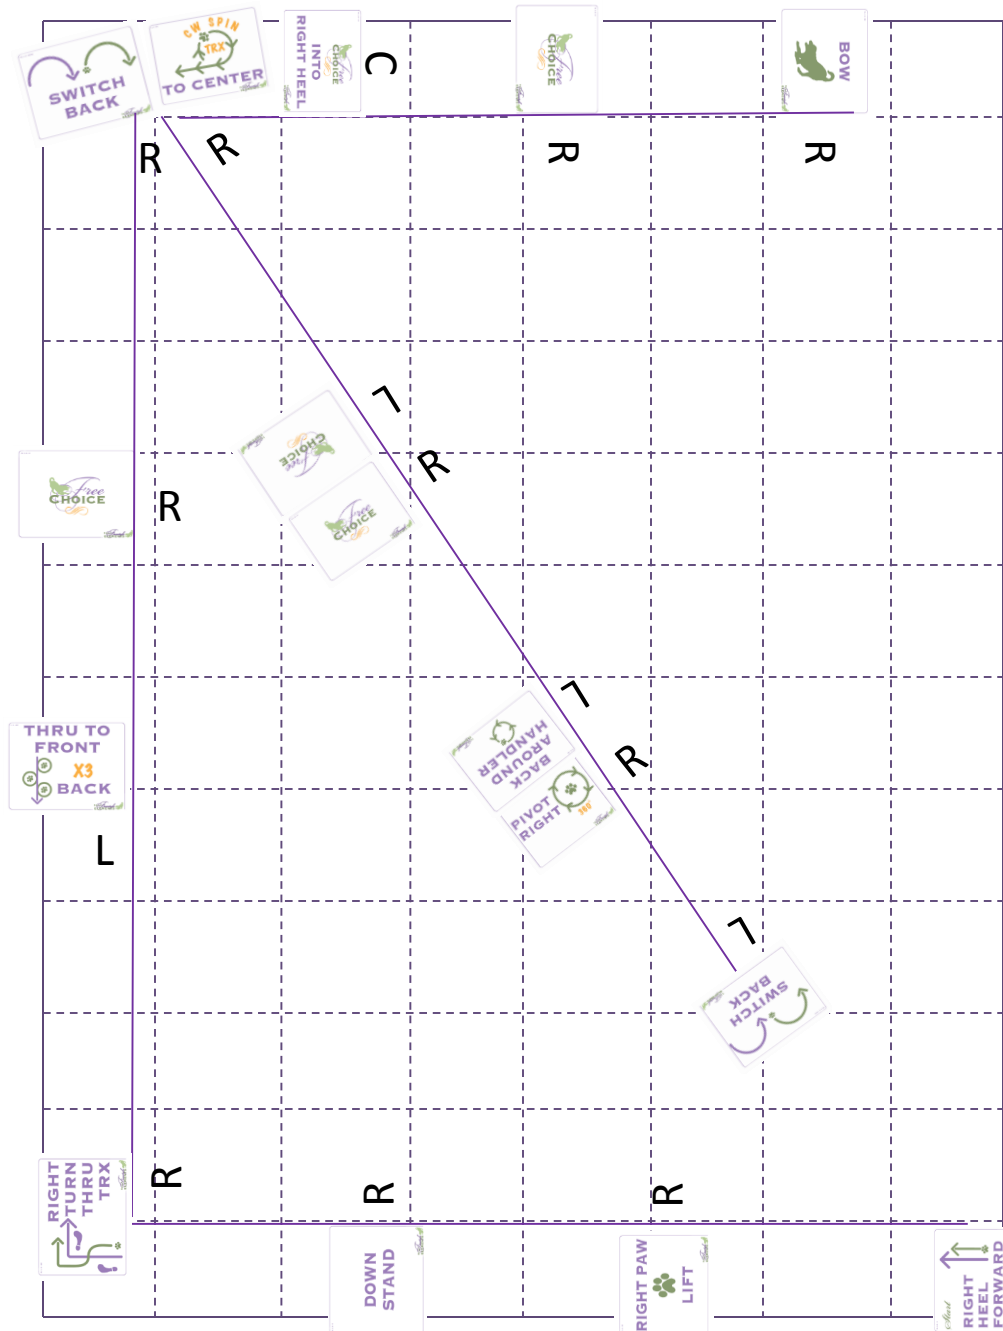 SWITCH
BACK
CW SPIN
TRX
TO CENTER
RIGHT HEEL
INTO
Free
CHOICE
C
Free
CHOICE
BOW
R
R
R
R
Free
CHOICE
R
L
R
Free
CHOICE
Free
CHOICE
THRU TO
FRONT
X3
BACK
L
L
R
BACK
AROUND
HANDLER
PIVOT
RIGHT
360
L
SWITCH
BACK
RIGHT
TURN
THRU
TRX
R
R
R
DOWN
STAND
RIGHT PAW
LIFT
Start
RIGHT
HEEL
FORWARD